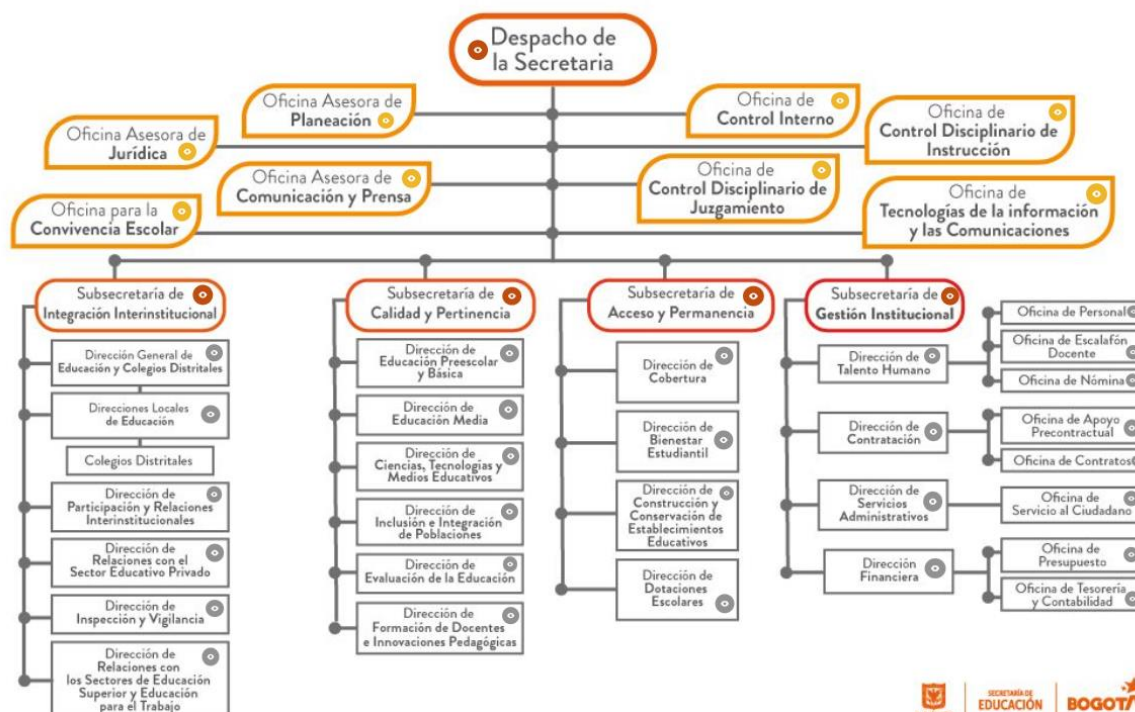 Despacho de
la Secretaria
Oficina Asesora de
Planeación
Oficina de
Control Interno
Oficina Asesora de
Jurídica
Oficina de
Control Disciplinario de
Instrucción
Oficina Asesora de
Comunicación y Prensa
Oficina de
Control Disciplinario de
Juzgamiento
Oficina para la
Convivencia Escolar
Oficina de
Tecnologías de la información
y las Comunicaciones
Subsecretaría de
Integración Interinstitucional
Dirección General de
Educación y Colegios Distritales
Direcciones Locales
de Educación
Colegios Distritales
Dirección de
Participación y Relaciones
Interinstitucionales
Dirección de
Relaciones con el
Sector Educativo Privado
Dirección de
Inspección y Vigilancia
Dirección de
Relaciones con
los Sectores de Educación
Superior y Educación
para el Trabajo
Subsecretaría de
Calidad y Pertinencia
Dirección de
Educación Preescolar
y Básica
Dirección de
Educación Media
Dirección de
Ciencias, Tecnologías y
Medios Educativos
Dirección de
Inclusión e Integración
de Poblaciones
Dirección de
Evaluación de la Educación
Dirección de
Formación de Docentes
e Innovaciones Pedagógicas
Subsecretaría de
Acceso y Permanencia
Dirección de
Cobertura
Dirección de
Bienestar
Estudiantil
Dirección de
Construcción y
Conservación de
Establecimientos
Educativos
Dirección de
Dotaciones
Escolares
Subsecretaría de
Gestión Institucional
Dirección de
Talento Humano
Oficina de Personal
Oficina de Escalafón
Docente
Oficina de Nómina
Dirección de
Contratación
Oficina de Apoyo
Precontractual
Oficina de Contratos
Dirección de
Servicios
Administrativos
Oficina de
Servicio al Ciudadano
Dirección
Financiera
Oficina de
Presupuesto
Oficina de Tesorería
y Contabilidad
SECRETARÍA DE
EDUCACIÓN
BOGOTÁ